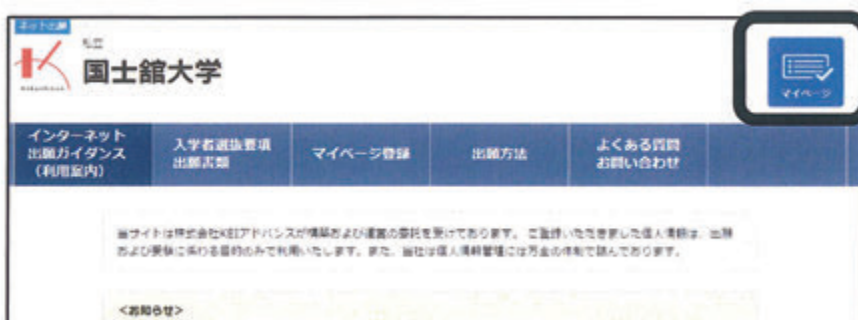 ネット出願
私立
国士舘大学
マイページ
インターネット
出願ガイダンス
（利用案内）
入学者選抜要項
出願書類
マイページ登録
出願方法
よくある質問
お問い合わせ
当サイトは株式会社KEIアドバンスが構築および運営の委託を受けております。ご登録いただきました個人情報は、出願
および受験に係わる目的のみで利用いたします。また、当社は個人情報管理には万全の体制で臨んでおります。
＜お知らせ＞